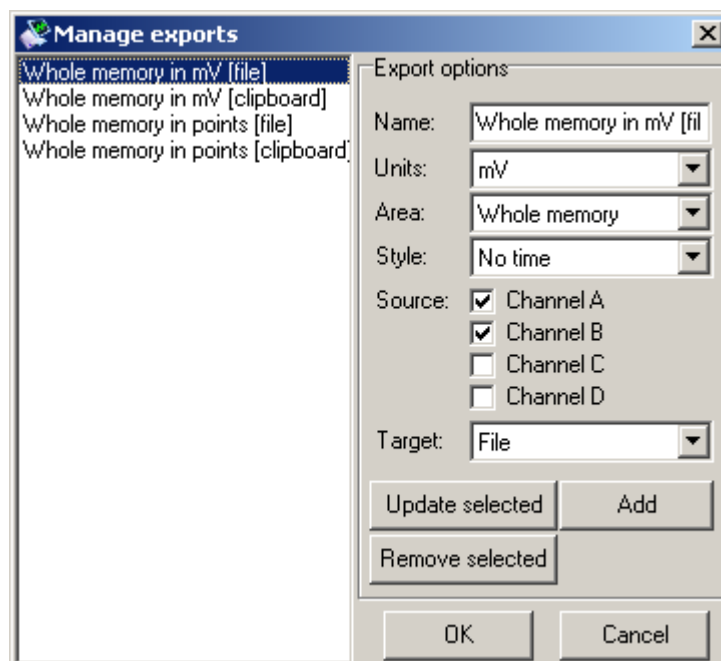 Manage exports
Whole memory in mV [file]
Whole memory in mV [clipboard]
Whole memory in points [file]
Whole memory in points [clipboard]
Export options
Name: Whole memory in mV [fil
Units: mV
Area: Whole memory
Style: No time
Source: Channel A
Channel B
Channel C
Channel D
Target: File
Update selected Add
Remove selected
OK Cancel